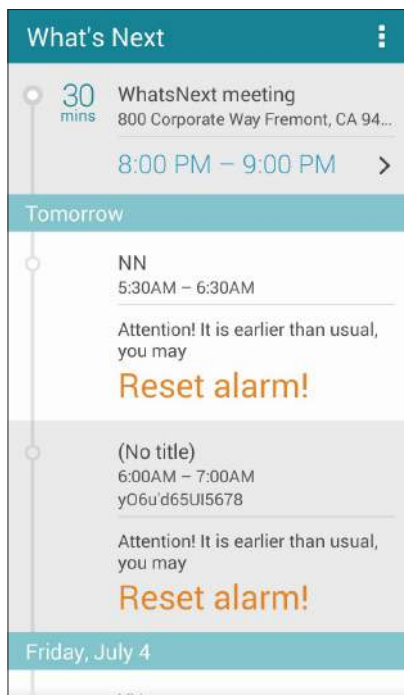 What's Next
30
mins
WhatsNext meeting
800 Corporate Way Fremont, CA 94...
8:00 PM – 9:00 PM
Tomorrow
NN
5:30AM – 6:30AM
Attention! It is earlier than usual,
you may
Reset alarm!
(No title)
6:00AM – 7:00AM
yO6u'd65UI5678
Attention! It is earlier than usual,
you may
Reset alarm!
Friday, July 4